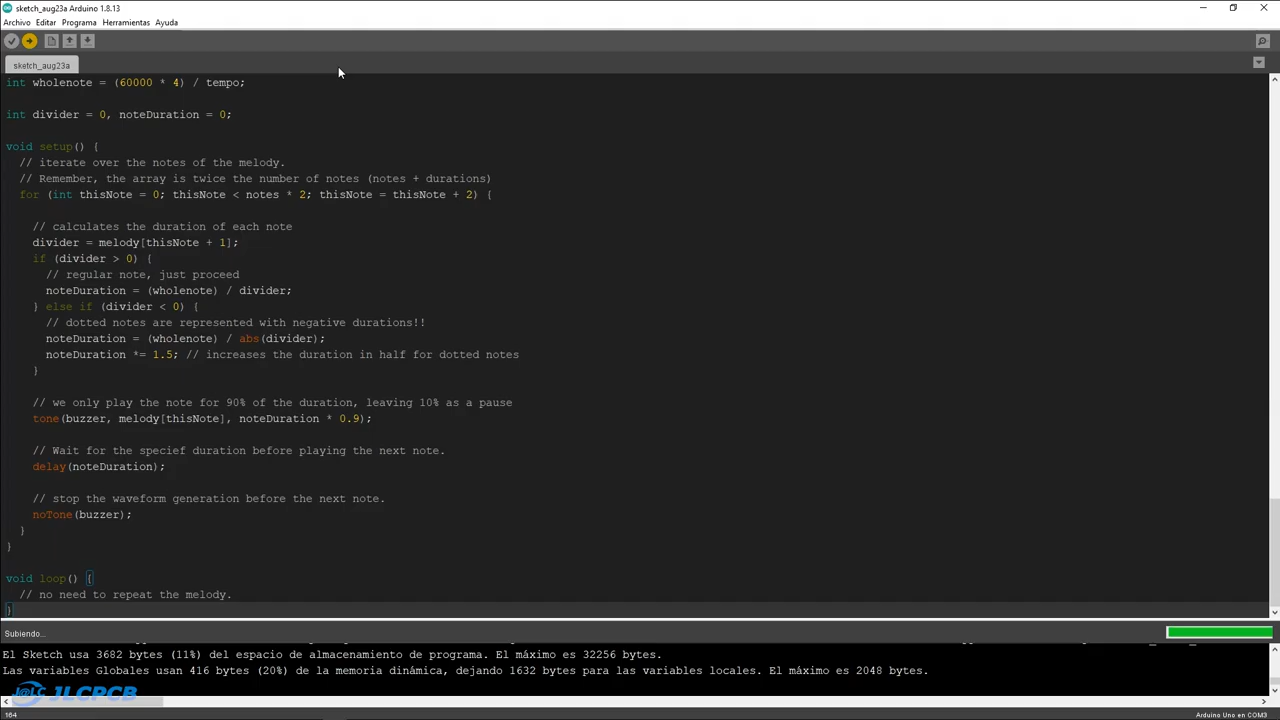 sketch_aug23a Arduino 1.8.13
Archivo Editar Programa Herramientas Ayuda
sketch_aug23a
int wholenote = (60000 * 4) / tempo;
int divider = 0, noteDuration = 0;
void setup() {
// iterate over the notes of the melody.
// Remember, the array is twice the number of notes (notes + durations)
for (int thisNote = 0; thisNote < notes * 2; thisNote = thisNote + 2) {
// calculates the duration of each note
divider = melody[thisNote + 1];
if (divider > 0) {
// regular note, just proceed
noteDuration = (wholenote) / divider;
} else if (divider < 0) {
// dotted notes are represented with negative durations!!
noteDuration = (wholenote) / abs(divider);
noteDuration *= 1.5; // increases the duration in half for dotted notes
}
// we only play the note for 90% of the duration, leaving 10% as a pause
tone(buzzer, melody[thisNote], noteDuration * 0.9);
// Wait for the specief duration before playing the next note.
delay(noteDuration);
// stop the waveform generation before the next note.
noTone(buzzer);
}
}
void loop() {
// no need to repeat the melody.
}
Subiendo...
El Sketch usa 3682 bytes (11%) del espacio de almacenamiento de programa. El máximo es 32256 bytes.
Las variables Globales usan 416 bytes (20%) de la memoria dinámica, dejando 1632 bytes para las variables locales. El máximo es 2048 bytes.
J@LC JLCPCB
164
Arduino Uno en COM3